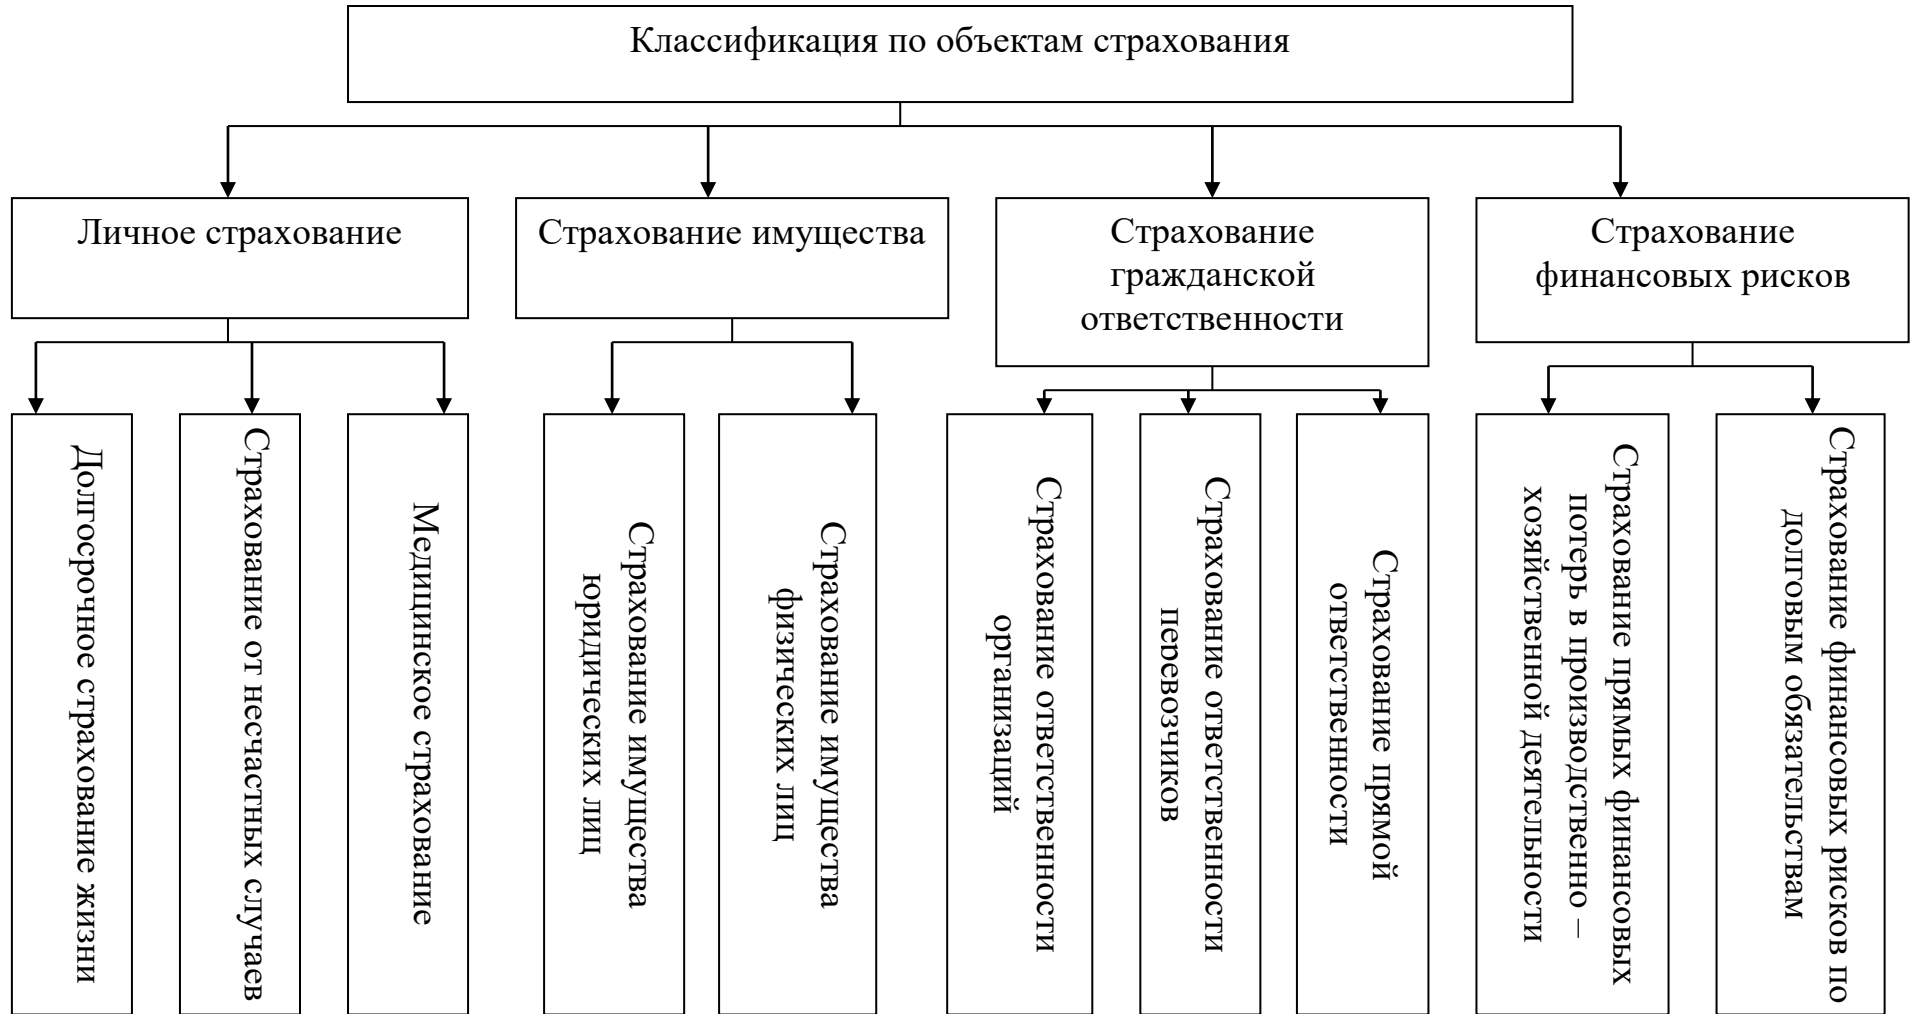 Классификация по объектам страхования
Личное страхование
Страхование имущества
Страхование
гражданской
ответственности
Страхование
финансовых рисков
Долгосрочное страхование жизни
Страхование от несчастных случаев
Медицинское страхование
Страхование имущества
юридических лиц
Страхование имущества
физических лиц
Страхование ответственности
организаций
Страхование ответственности
перевозчиков
Страхование прямой
ответственности
Страхование прямых финансовых
потерь в производственно –
хозяйственной деятельности
Страхование финансовых рисков по
долговым обязательствам